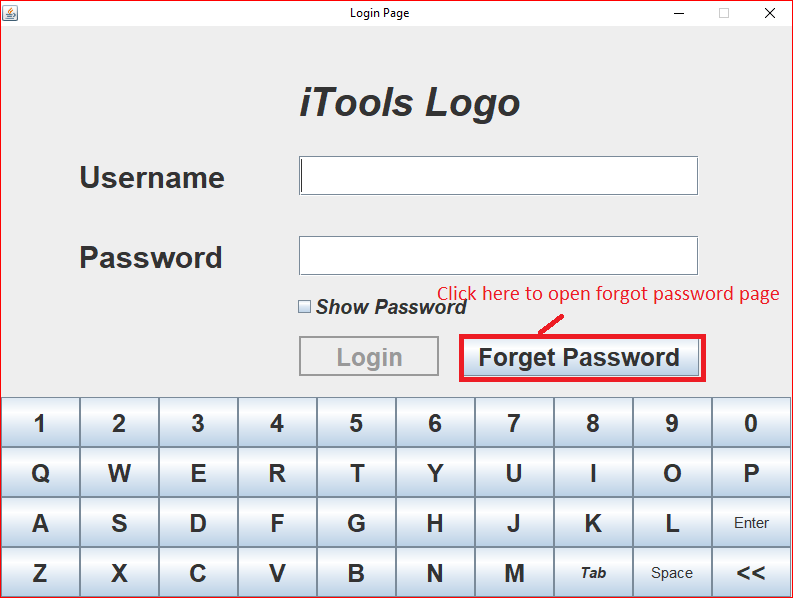 Login Page
iTools Logo
Username
Password
Click here to open forgot password page
Show Password
Login Forget Password
1 2 3 4 5 6 7 8 9 0
Q W E R T Y U I O P
A S D F G H J K L Enter
Z X C V B N M Tab Space <<